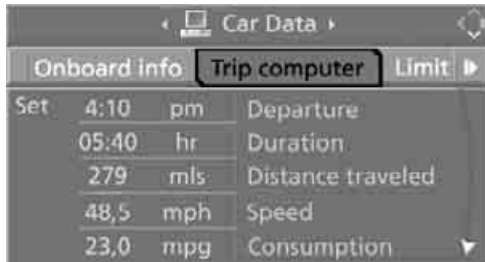 Car Data
Onboard info Trip computer Limit
Set 4:10 pm Departure
05:40 hr Duration
279 mls Distance traveled
48,5 mph Speed
23,0 mpg Consumption